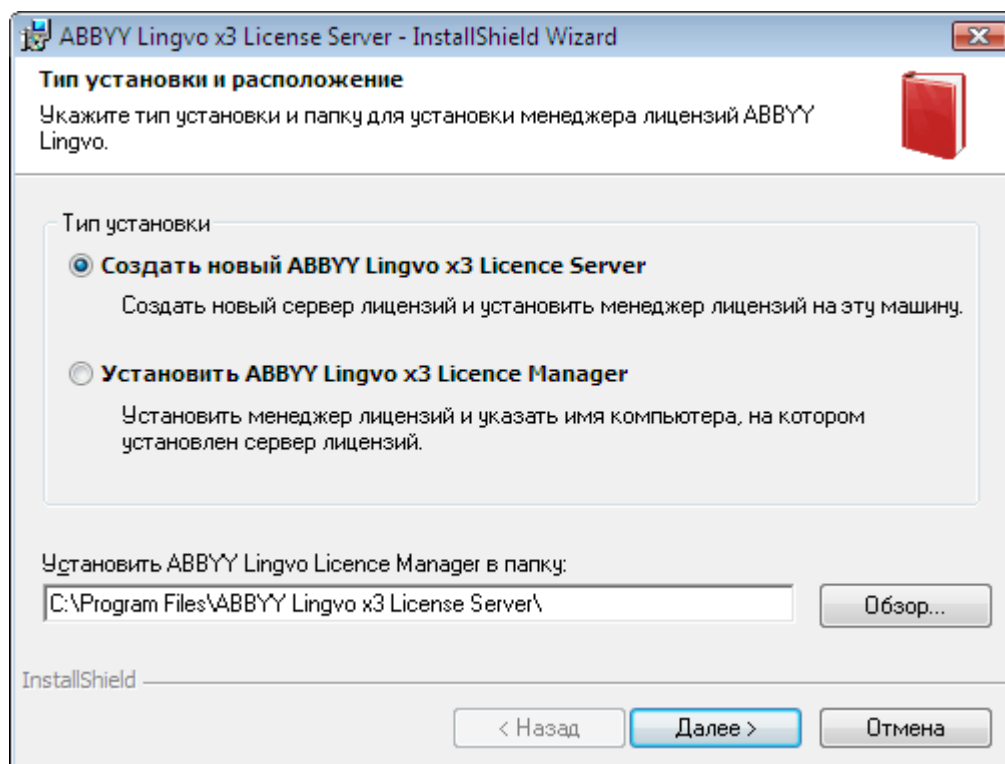 ABBYY Lingvo x3 License Server - InstallShield Wizard
Тип установки и расположение
Укажите тип установки и папку для установки менеджера лицензий ABBYY
Lingvo.
Тип установки
Создать новый ABBYY Lingvo x3 Licence Server
Создать новый сервер лицензий и установить менеджер лицензий на эту машину.
Установить ABBYY Lingvo x3 Licence Manager
Установить менеджер лицензий и указать имя компьютера, на котором
установлен сервер лицензий.
Установить ABBYY Lingvo Licence Manager в папку:
C:\Program Files\ABBYY Lingvo x3 License Server\
Обзор...
InstallShield
< Назад
Далее >
Отмена